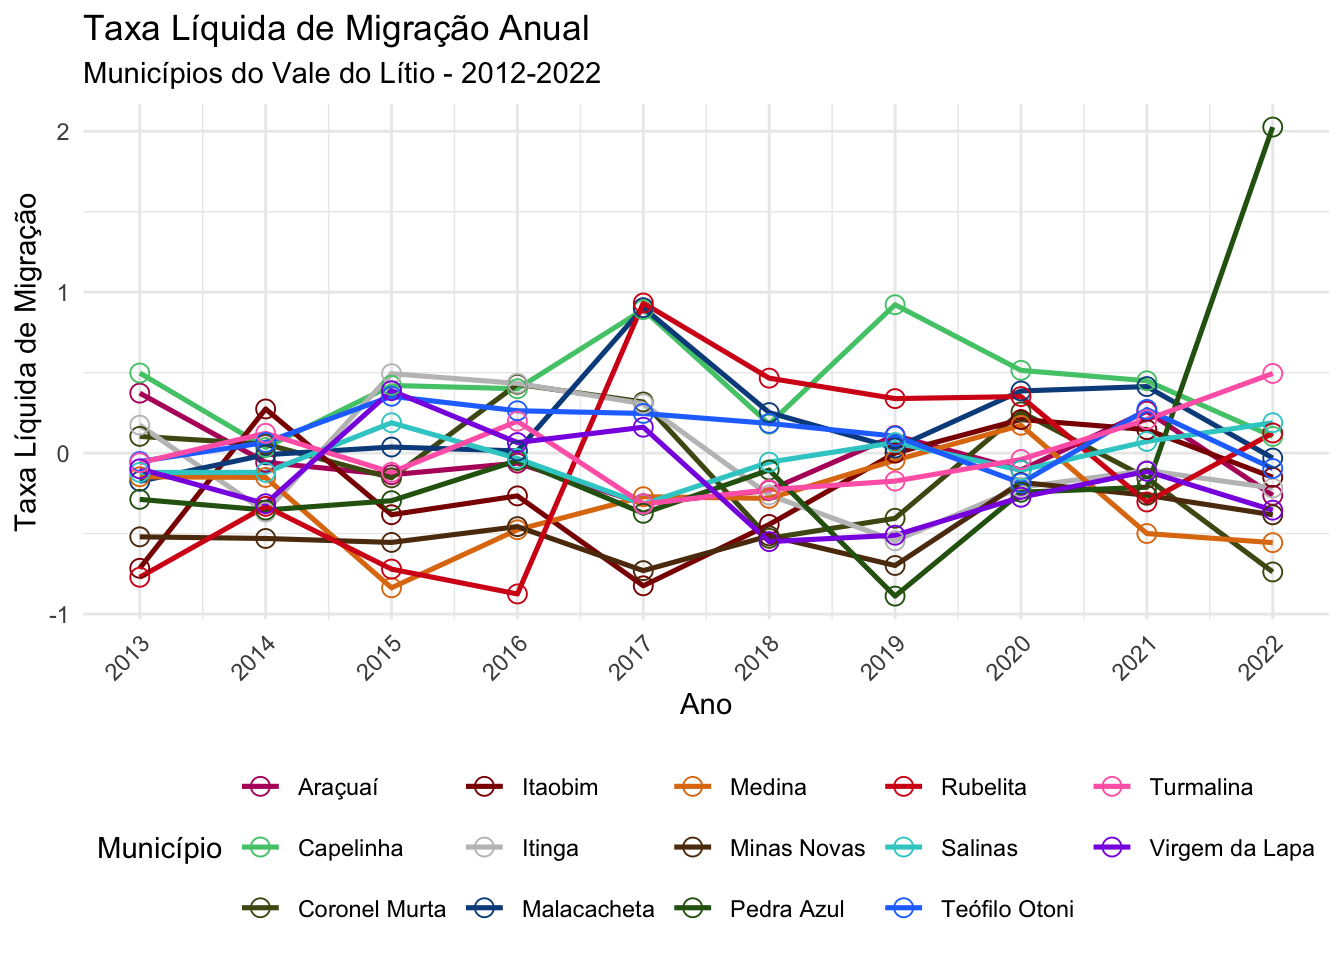 Taxa Líquida de Migração Anual
Municípios do Vale do Lítio - 2012-2022
Taxa Líquida de Migração
2
1
0
-1
2013 2014 2015 2016 2017 2018 2019 2020 2021 2022
Ano
Município
Araçuaí Itaobim Medina Rubelita Turmalina
Capelinha Itinga Minas Novas Salinas Virgem da Lapa
Coronel Murta Malacacheta Pedra Azul Teófilo Otoni